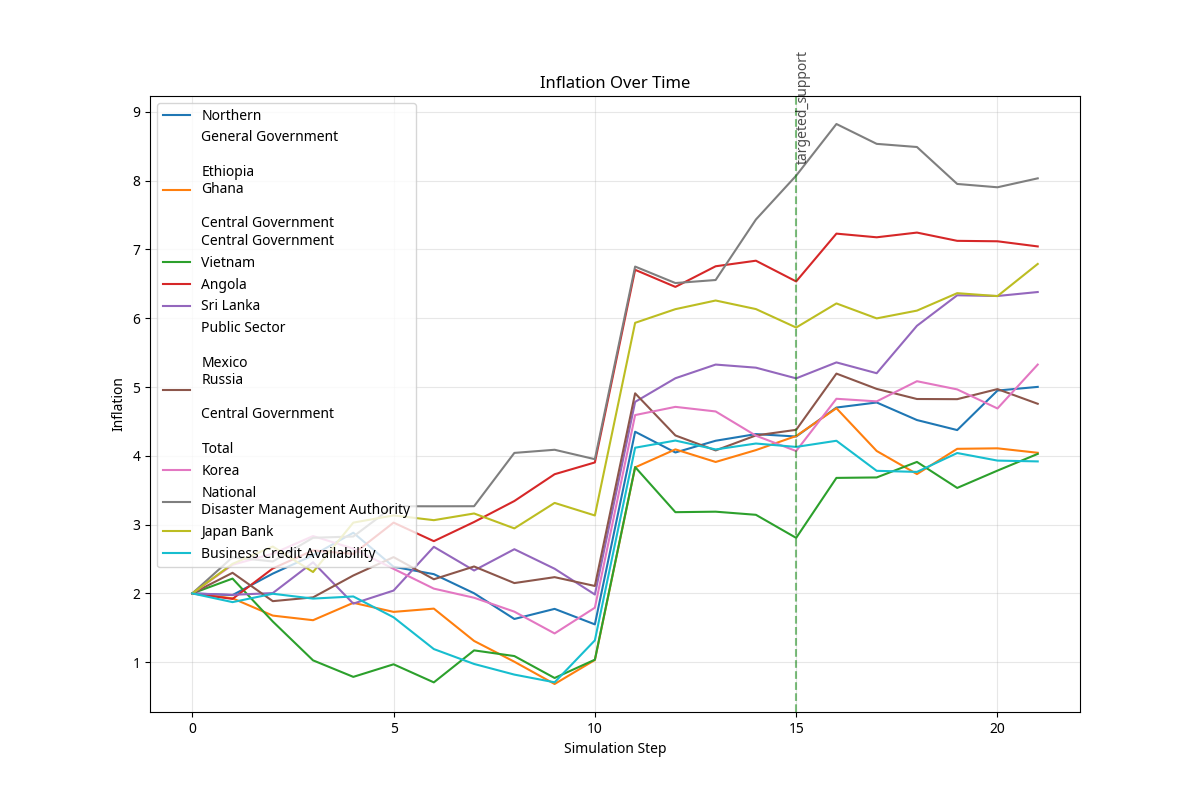 targeted_support
Inflation Over Time
Northern
General Government
Ethiopia
Ghana
Central Government
Central Government
Vietnam
Angola
Sri Lanka
Public Sector
Mexico
Russia
Central Government
Total
Korea
National
Disaster Management Authority
Japan Bank
Business Credit Availability
Inflation
9
8
7
6
5
4
3
2
1
0
5
10
15
20
Simulation Step